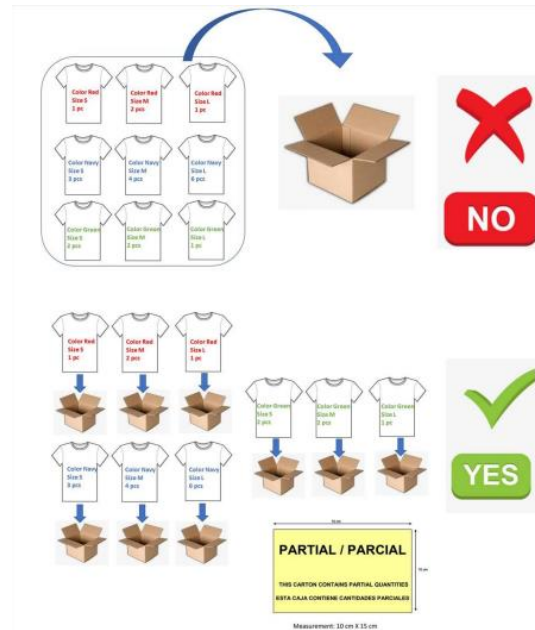 Color Red
Size S
1 pc
Color Red
Size M
2 pcs
Color Red
Size L
1 pc
Color Navy
Size S
3 pcs
Color Navy
Size M
4 pcs
Color Navy
Size L
6 pcs
Color Green
Size S
2 pcs
Color Green
Size M
2 pcs
Color Green
Size L
1 pc
NO
Color Red
Size S
1 pc
Color Red
Size M
2 pcs
Color Red
Size L
1 pc
Color Green
Size S
2 pcs
Color Green
Size M
2 pcs
Color Green
Size L
1 pc
Color Navy
Size S
3 pcs
Color Navy
Size M
4 pcs
Color Navy
Size L
6 pcs
YES
PARTIAL / PARCIAL
THIS CARTON CONTAINS PARTIAL QUANTITIES
ESTA CAJA CONTIENE CANTIDADES PARCIALES
Measurement: 10 cm X 15 cm